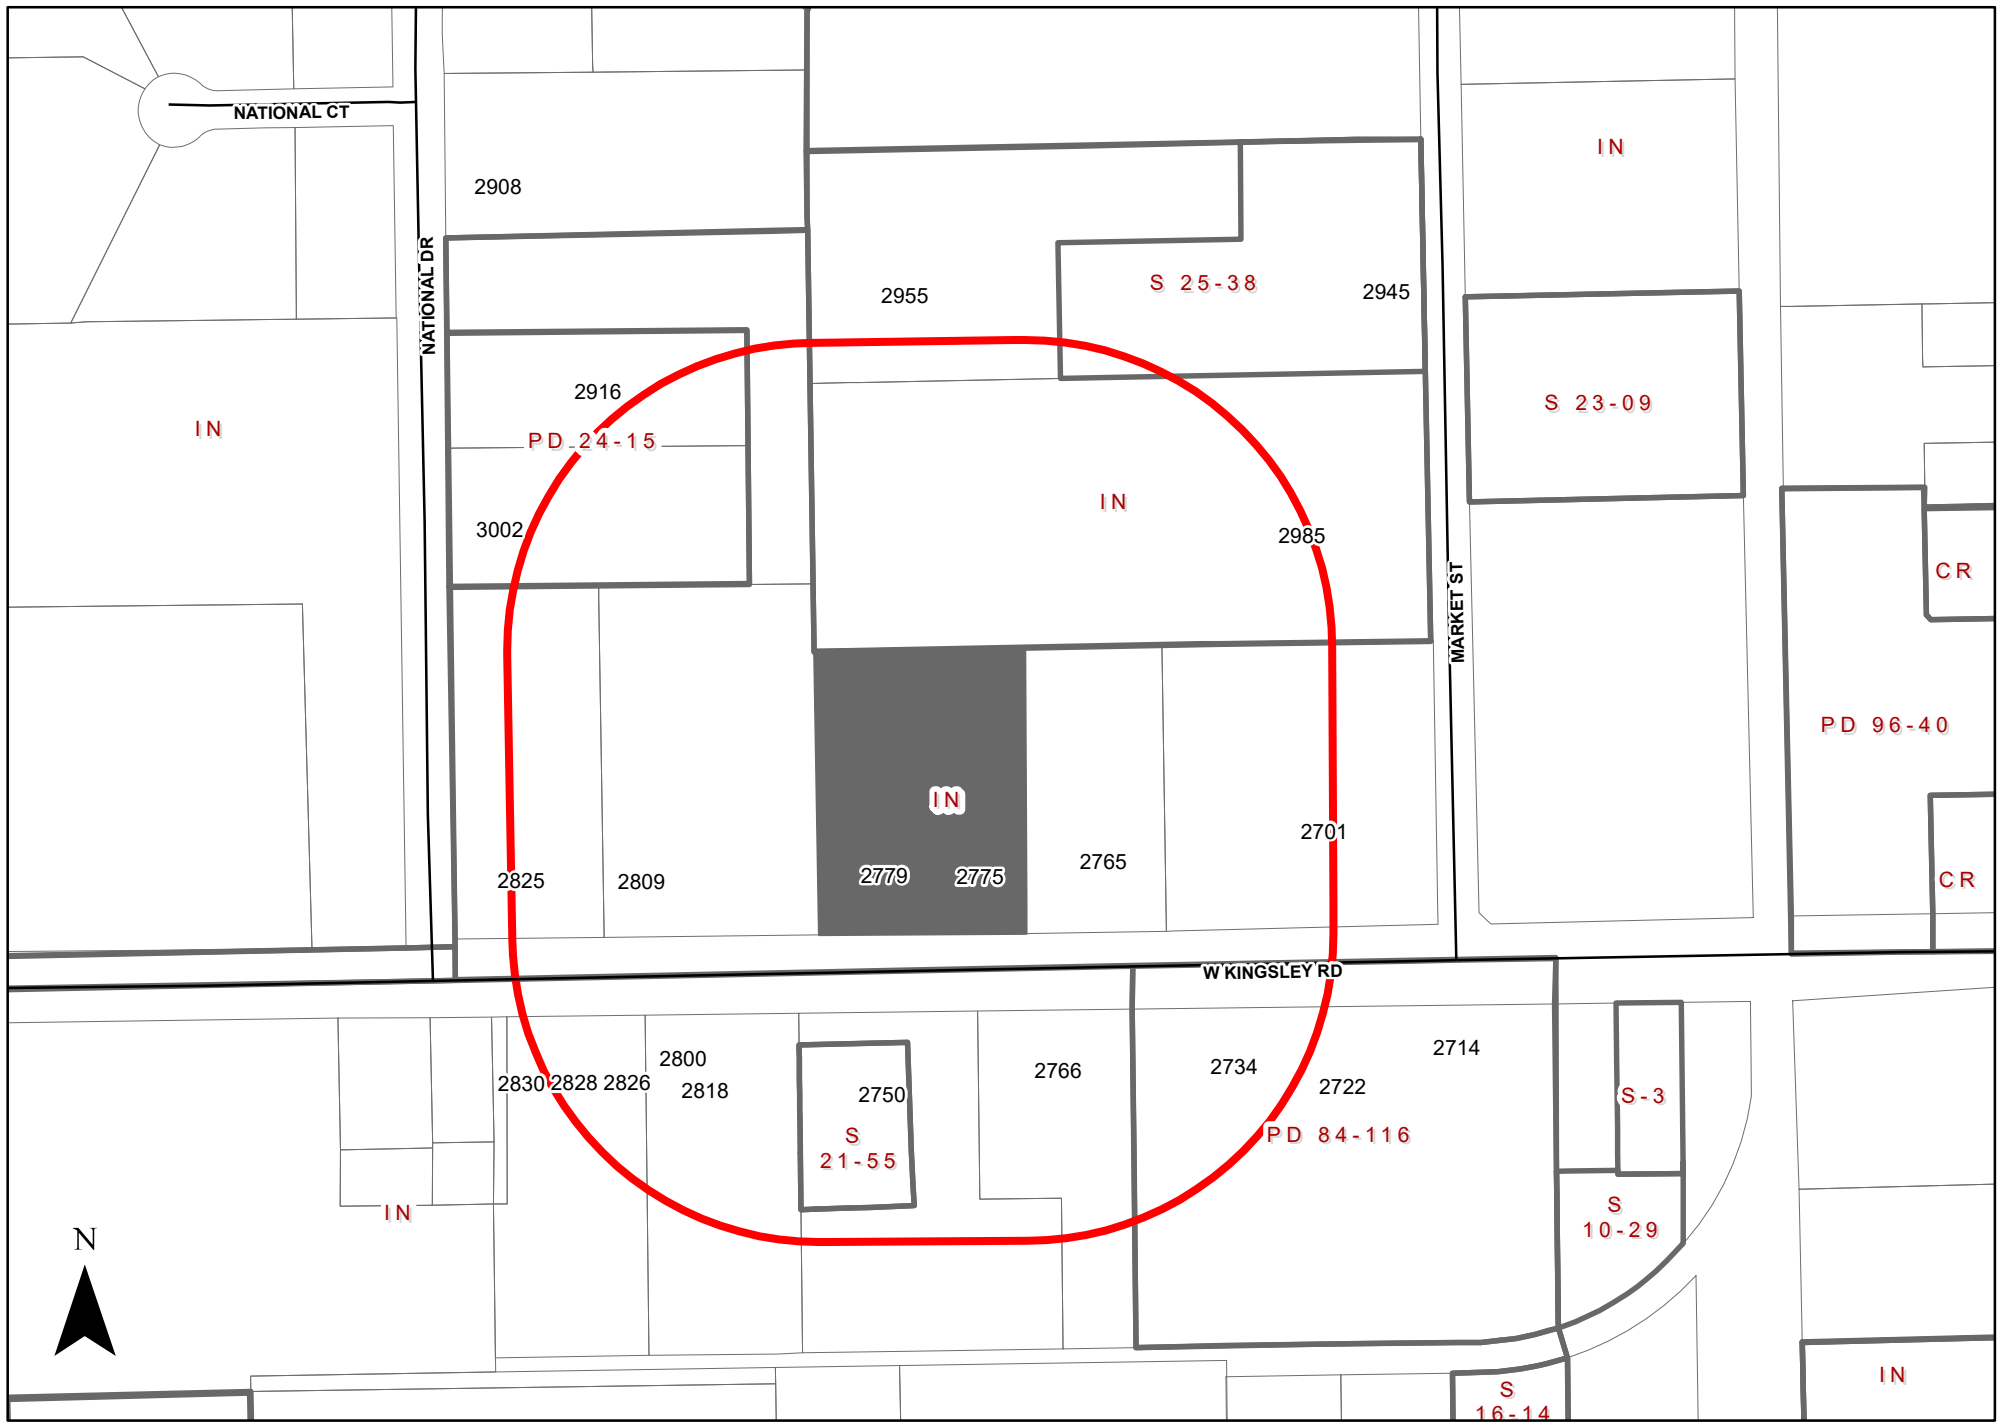 NATIONAL CT
IN
2908
NATIONAL DR
S 25-38
2945
2955
2916
S 23-09
IN
PD 24-15
IN
3002
2985
CR
MARKET ST
PD 96-40
IN
2701
2765
2779
2775
2825
2809
CR
W KINGSLEY RD
2714
2800
2734
2766
2830
2828
2826
2818
2750
2722
S-3
S
21-55
PD 84-116
IN
S
10-29
N
IN
S
16-14